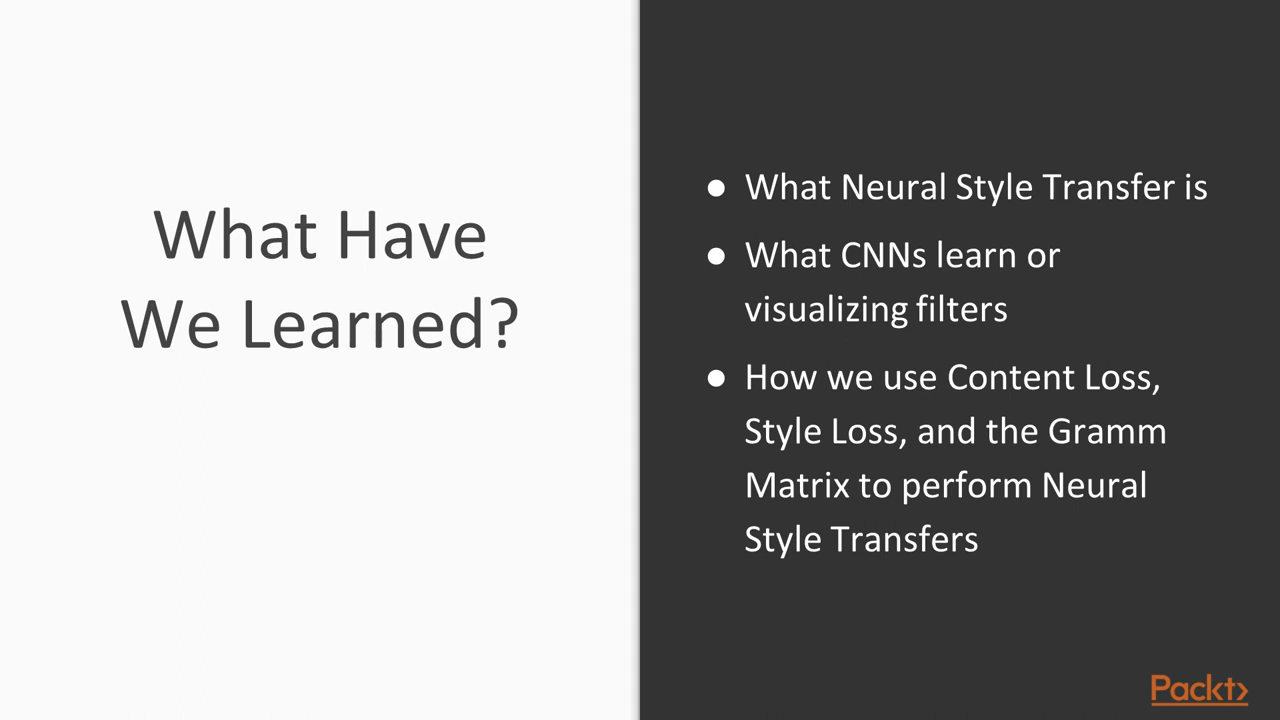 What Have
We Learned?
● What Neural Style Transfer is
● What CNNs learn or
visualizing filters
● How we use Content Loss,
Style Loss, and the Gramm
Matrix to perform Neural
Style Transfers
Packt>